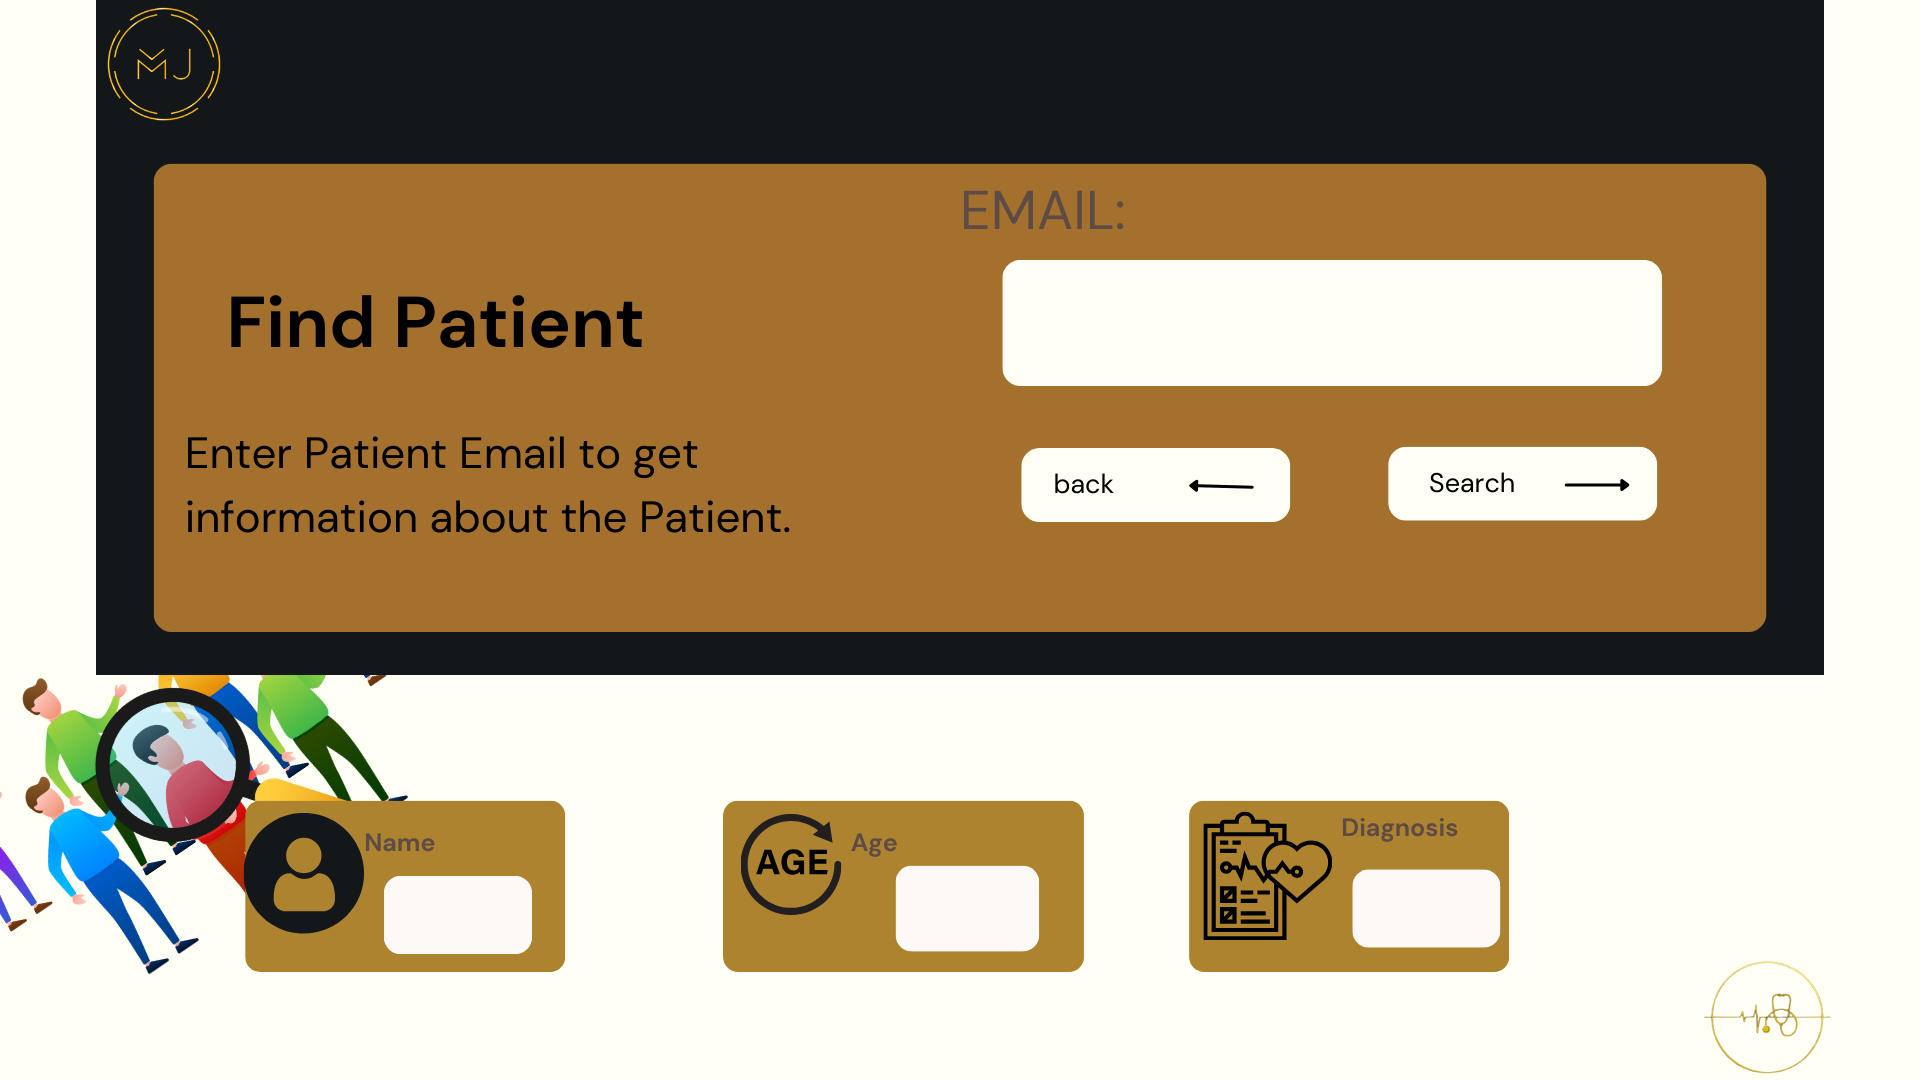 MJ
EMAIL:
Find Patient
Enter Patient Email to get
information about the Patient.
back
Search
Name
AGE
Age
Diagnosis